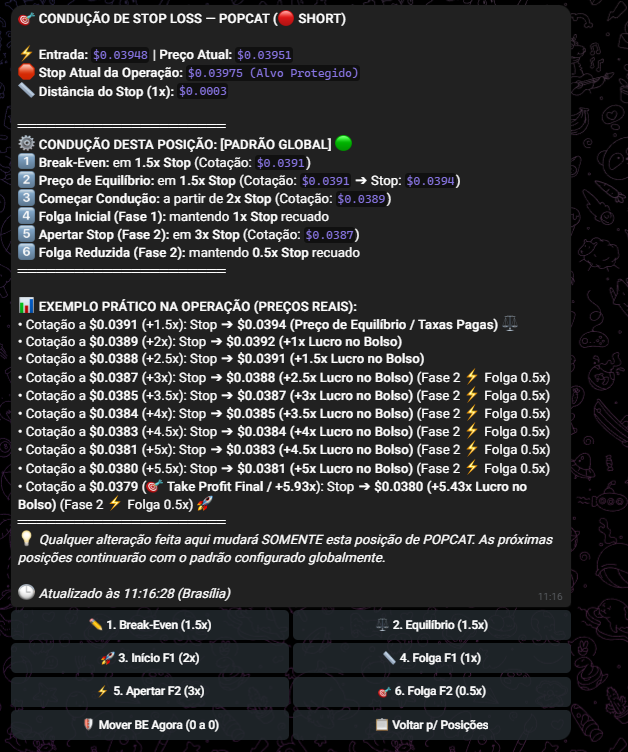 🎯 CONDUÇÃO DE STOP LOSS — POPCAT (🔴 SHORT)
⚡ Entrada: $0.03948 | Preço Atual: $0.03951
🛑 Stop Atual da Operação: $0.03975 (Alvo Protegido)
📏 Distância do Stop (1x): $0.0003
⚙️ CONDUÇÃO DESTA POSIÇÃO: [PADRÃO GLOBAL] 🟢
1️⃣ Break-Even: em 1.5x Stop (Cotação: $0.0391)
2️⃣ Preço de Equilíbrio: em 1.5x Stop (Cotação: $0.0391 ➔ Stop: $0.0394)
3️⃣ Começar Condução: a partir de 2x Stop (Cotação: $0.0389)
4️⃣ Folga Inicial (Fase 1): mantendo 1x Stop recuado
5️⃣ Apertar Stop (Fase 2): em 3x Stop (Cotação: $0.0387)
6️⃣ Folga Reduzida (Fase 2): mantendo 0.5x Stop recuado
📊 EXEMPLO PRÁTICO NA OPERAÇÃO (PREÇOS REAIS):
• Cotação a $0.0391 (+1.5x): Stop ➔ $0.0394 (Preço de Equilíbrio / Taxas Pagas) ⚖️
• Cotação a $0.0389 (+2x): Stop ➔ $0.0392 (+1x Lucro no Bolso)
• Cotação a $0.0388 (+2.5x): Stop ➔ $0.0391 (+1.5x Lucro no Bolso)
• Cotação a $0.0387 (+3x): Stop ➔ $0.0388 (+2.5x Lucro no Bolso) (Fase 2 ⚡ Folga 0.5x)
• Cotação a $0.0385 (+3.5x): Stop ➔ $0.0387 (+3x Lucro no Bolso) (Fase 2 ⚡ Folga 0.5x)
• Cotação a $0.0384 (+4x): Stop ➔ $0.0385 (+3.5x Lucro no Bolso) (Fase 2 ⚡ Folga 0.5x)
• Cotação a $0.0383 (+4.5x): Stop ➔ $0.0384 (+4x Lucro no Bolso) (Fase 2 ⚡ Folga 0.5x)
• Cotação a $0.0381 (+5x): Stop ➔ $0.0383 (+4.5x Lucro no Bolso) (Fase 2 ⚡ Folga 0.5x)
• Cotação a $0.0380 (+5.5x): Stop ➔ $0.0381 (+5x Lucro no Bolso) (Fase 2 ⚡ Folga 0.5x)
• Cotação a $0.0379 (🎯 Take Profit Final / +5.93x): Stop ➔ $0.0380 (+5.43x Lucro no
Bolso) (Fase 2 ⚡ Folga 0.5x) 🚀
💡 Qualquer alteração feita aqui mudará SOMENTE esta posição de POPCAT. As próximas
posições continuarão com o padrão configurado globalmente.
🕒 Atualizado às 11:16:28 (Brasília)
11:16
✏️ 1. Break-Even (1.5x)
⚖️ 2. Equilíbrio (1.5x)
🚀 3. Início F1 (2x)
📏 4. Folga F1 (1x)
⚡ 5. Apertar F2 (3x)
🎯 6. Folga F2 (0.5x)
🛡️ Mover BE Agora (0 a 0)
📋 Voltar p/ Posições